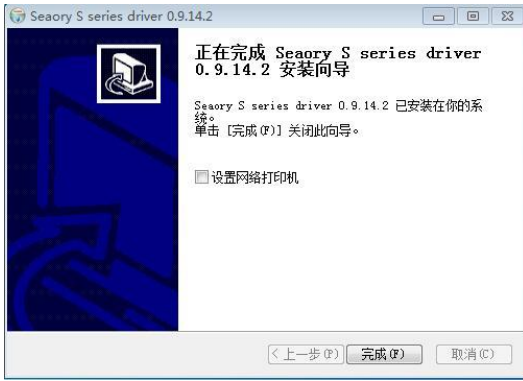 Seaory S series driver 0.9.14.2
正在完成 Seaory S series driver
0.9.14.2 安装向导
Seaory S series driver 0.9.14.2 已安装在你的系
统。
单击 [完成(F)] 关闭此向导。
设置网络打印机
< 上一步(P) 完成(F) 取消(C)